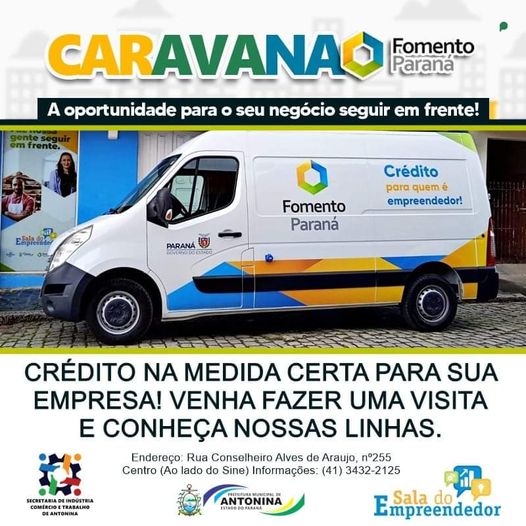 CARAVANA Fomento Paraná
A oportunidade para o seu negócio seguir em frente!
gente seguir
em frente.
Sala do
Empreendedor
Fomento
Paraná
Crédito
para quem é
empreendedor!
PARANÁ
GOVERNO DO ESTADO
CRÉDITO NA MEDIDA CERTA PARA SUA
EMPRESA! VENHA FAZER UMA VISITA
E CONHEÇA NOSSAS LINHAS.
Endereço: Rua Conselheiro Alves de Araujo, nº255
Centro (Ao lado do Sine) Informações: (41) 3432-2125
SECRETARIA DE INDÚSTRIA
COMÉRCIO E TRABALHO
DE ANTONINA
PREFEITURA MUNICIPAL DE
ANTONINA
ESTADO DO PARANÁ
Sala do
Empreendedor